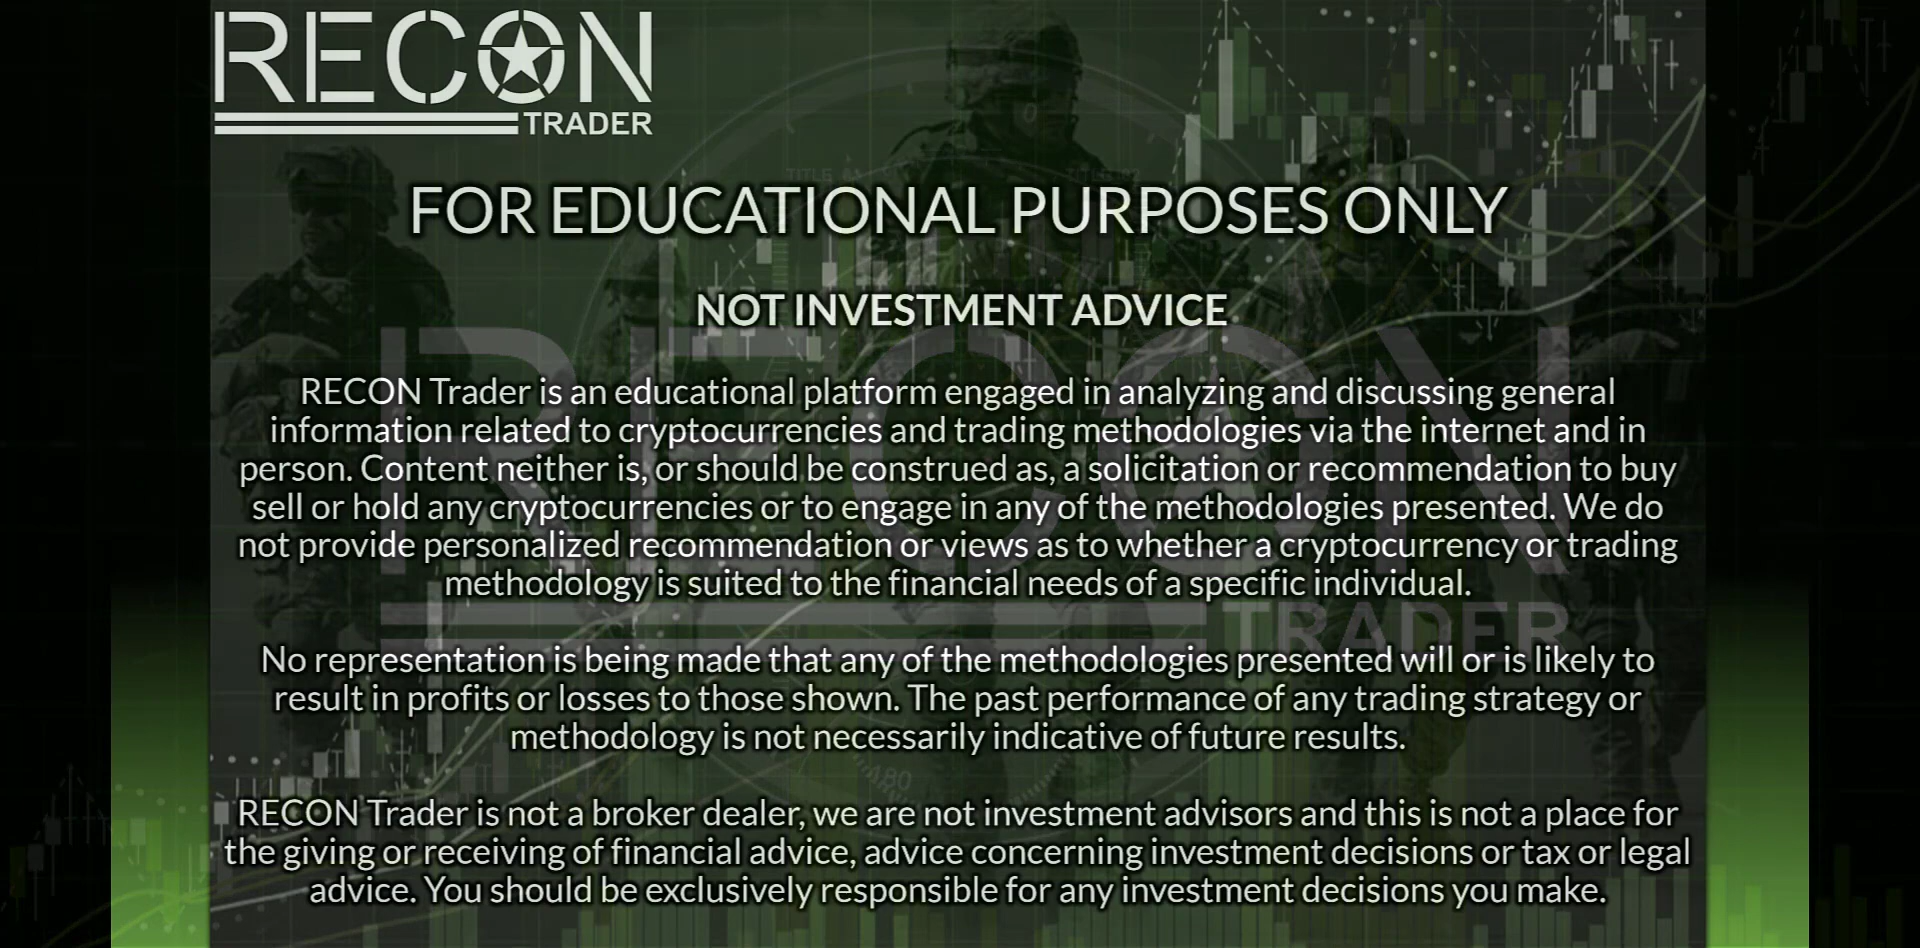 RECON
TRADER
FOR EDUCATIONAL PURPOSES ONLY
NOT INVESTMENT ADVICE
RECON Trader is an educational platform engaged in analyzing and discussing general
information related to cryptocurrencies and trading methodologies via the internet and in
person. Content neither is, or should be construed as, a solicitation or recommendation to buy
sell or hold any cryptocurrencies or to engage in any of the methodologies presented. We do
not provide personalized recommendation or views as to whether a cryptocurrency or trading
methodology is suited to the financial needs of a specific individual.
RECON
TRADER
No representation is being made that any of the methodologies presented will or is likely to
result in profits or losses to those shown. The past performance of any trading strategy or
methodology is not necessarily indicative of future results.
180
RECON Trader is not a broker dealer, we are not investment advisors and this is not a place for
the giving or receiving of financial advice, advice concerning investment decisions or tax or legal
advice. You should be exclusively responsible for any investment decisions you make.